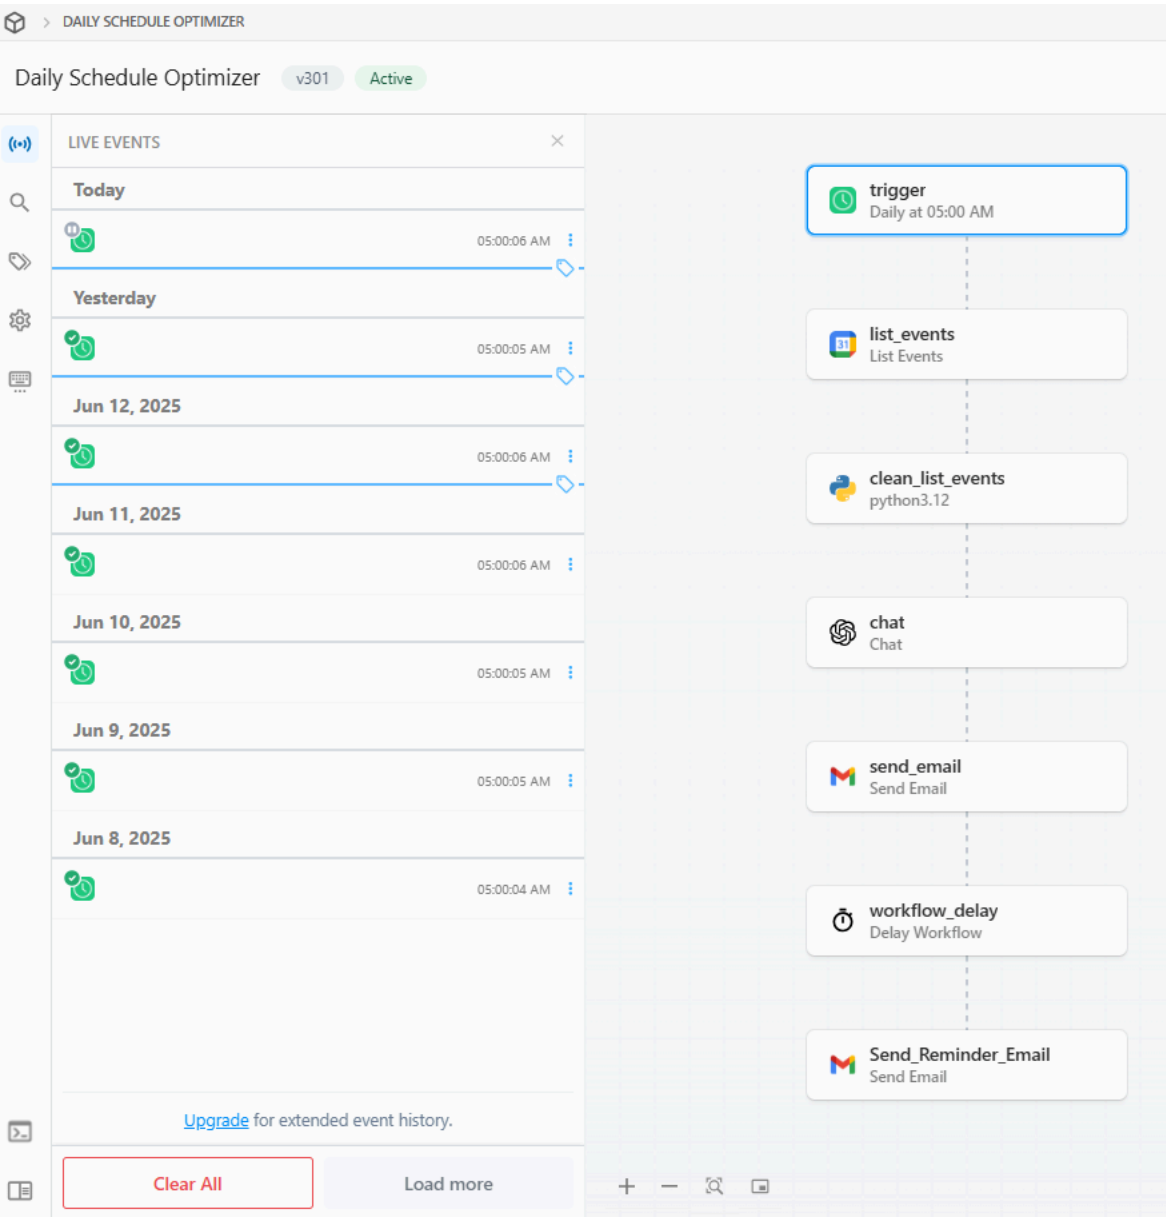 DAILY SCHEDULE OPTIMIZER
Daily Schedule Optimizer
v301
Active
LIVE EVENTS
Today
05:00:06 AM
Yesterday
05:00:05 AM
Jun 12, 2025
05:00:06 AM
Jun 11, 2025
05:00:06 AM
Jun 10, 2025
05:00:05 AM
Jun 9, 2025
05:00:05 AM
Jun 8, 2025
05:00:04 AM
Upgrade for extended event history.
Clear All
Load more
trigger
Daily at 05:00 AM
31
list_events
List Events
clean_list_events
python3.12
chat
Chat
send_email
Send Email
workflow_delay
Delay Workflow
Send_Reminder_Email
Send Email